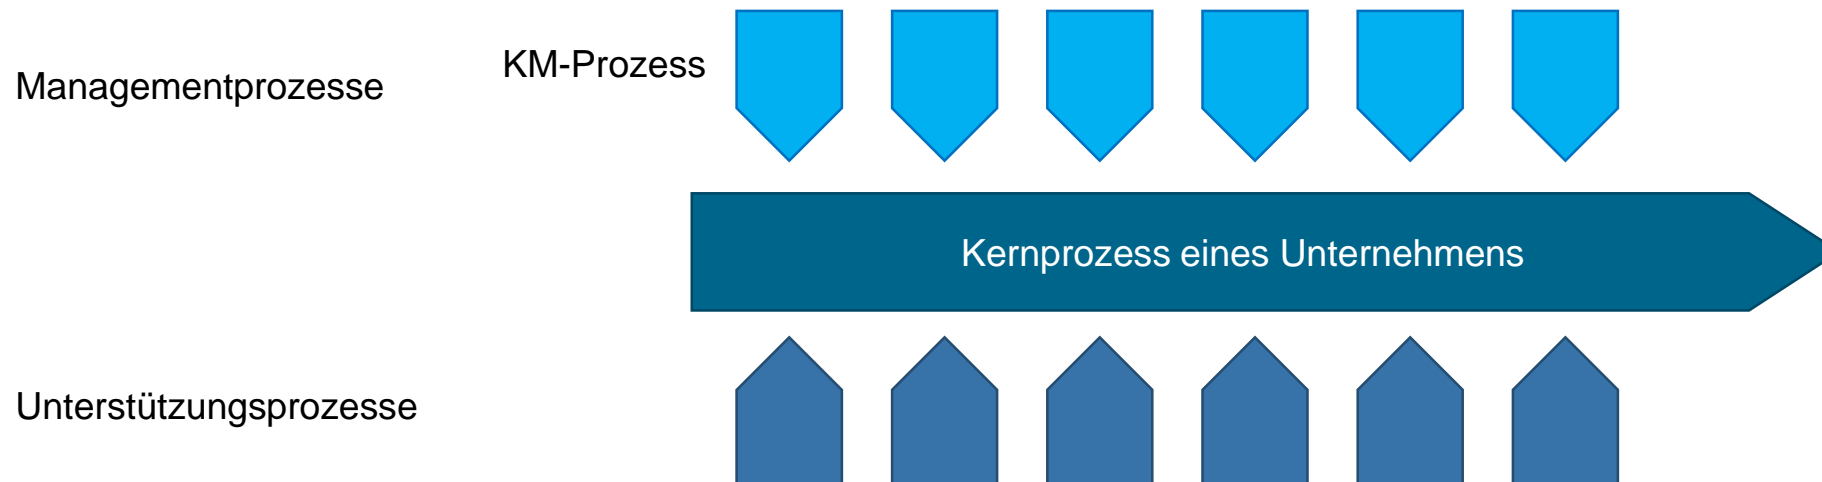 KM-Prozess
Managementprozesse
Kernprozess eines Unternehmens
Unterstützungsprozesse